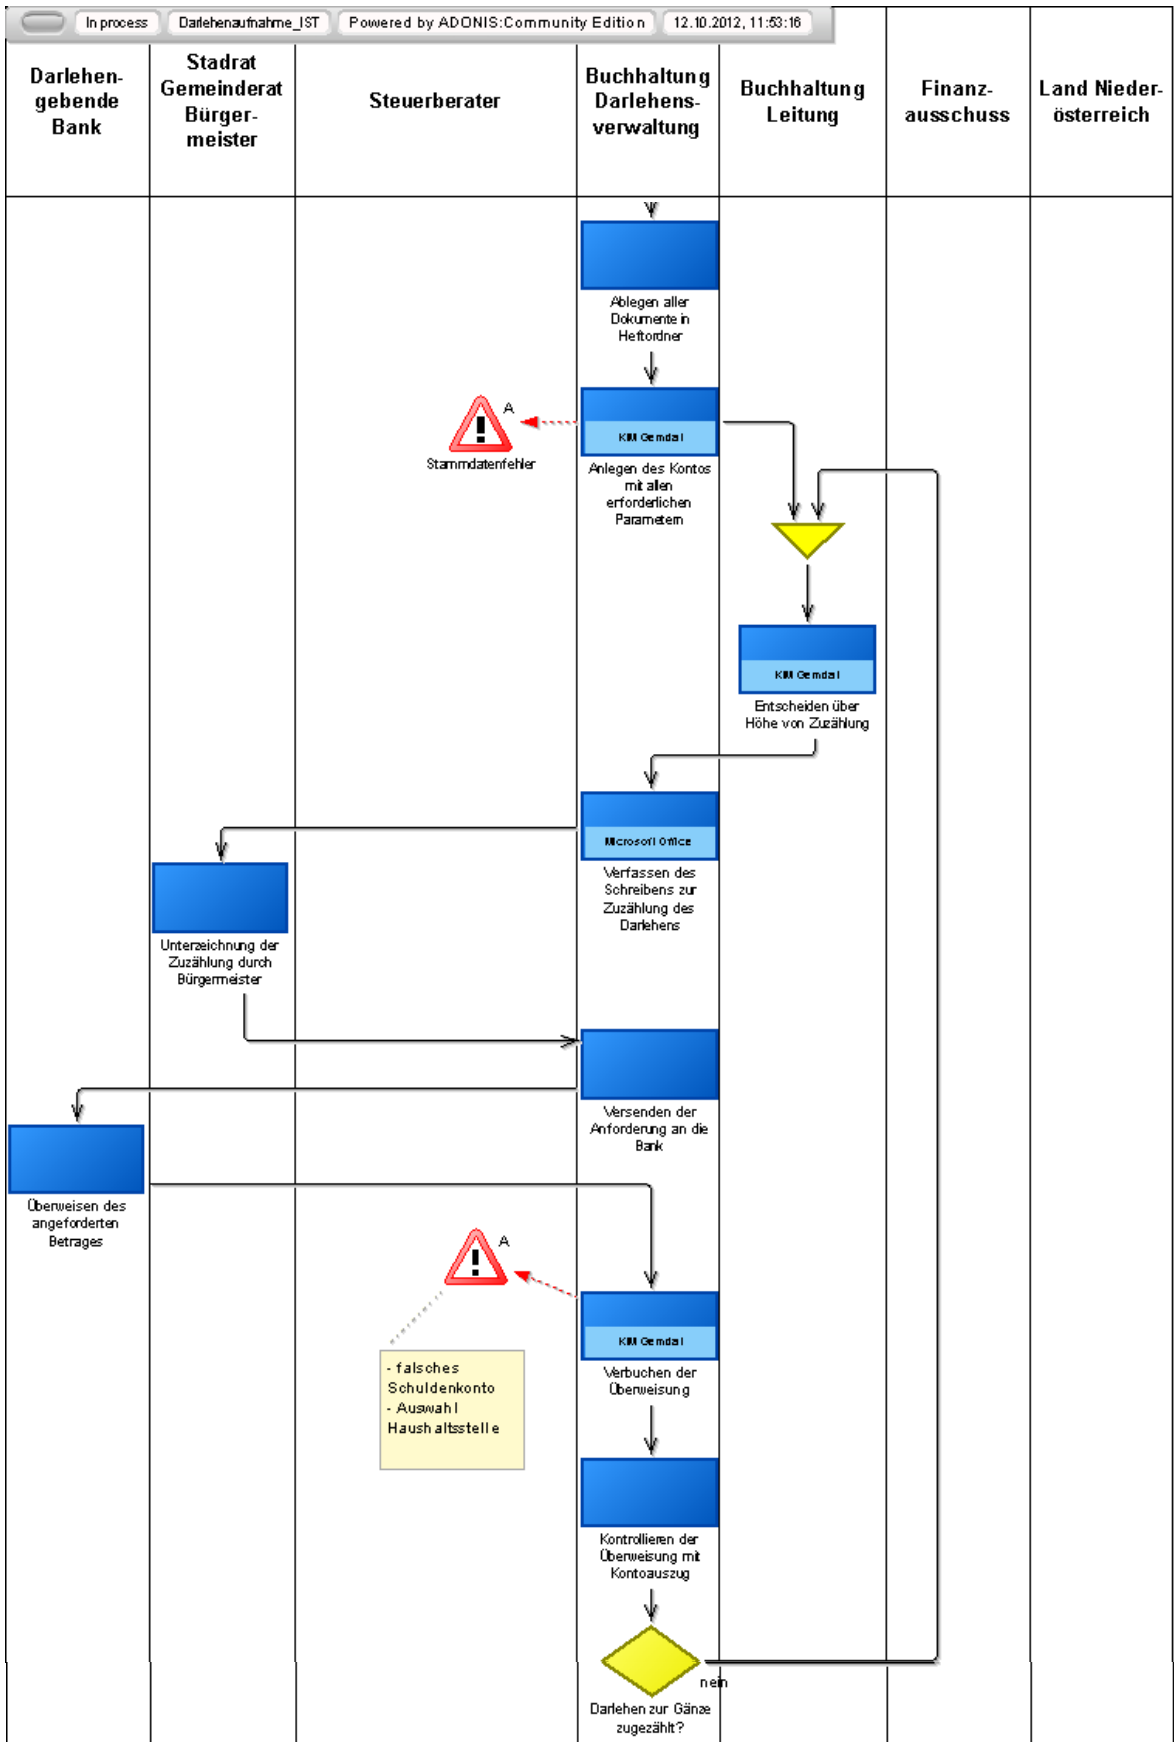 In process Darlehenaufnahme_IST Powered by ADONIS:Community Edition 12.10.2012, 11:53:16
Darlehen-
gebende
Bank
Stadrat
Gemeinderat
Bürger-
meister
Steuerberater
Buchhaltung
Darlehens-
verwaltung
Buchhaltung
Leitung
Finanz-
ausschuss
Land Nieder-
österreich
Ablegen aller
Dokumente in
Heftordner
A
Stammdatenfehler
KIM Gemdat
Anlegen des Kontos
mit allen
erforderlichen
Parametern
KIM Gemdat
Entscheiden über
Höhe von Zuzählung
Microsoft Office
Verfassen des
Schreibens zur
Zuzählung des
Darlehens
Unterzeichnung der
Zuzählung durch
Bürgermeister
Versenden der
Anforderung an die
Bank
Überweisen des
angeforderten
Betrages
A
- falsches
Schuldenkonto
- Auswahl
Haushaltsstelle
KIM Gemdat
Verbuchen der
Überweisung
Kontrollieren der
Überweisung mit
Kontoauszug
nein
Darlehen zur Gänze
zugezählt?